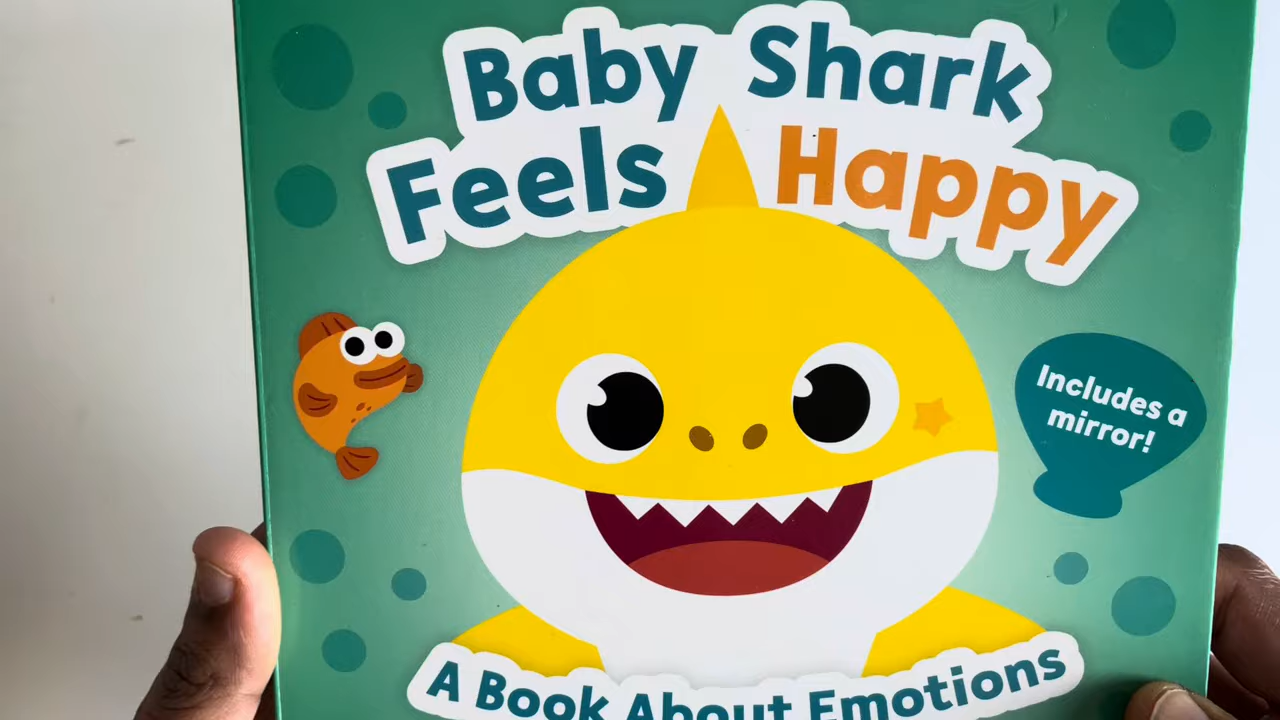 Baby Shark
Feels Happy
Includes a
mirror!
A Book About Emotions